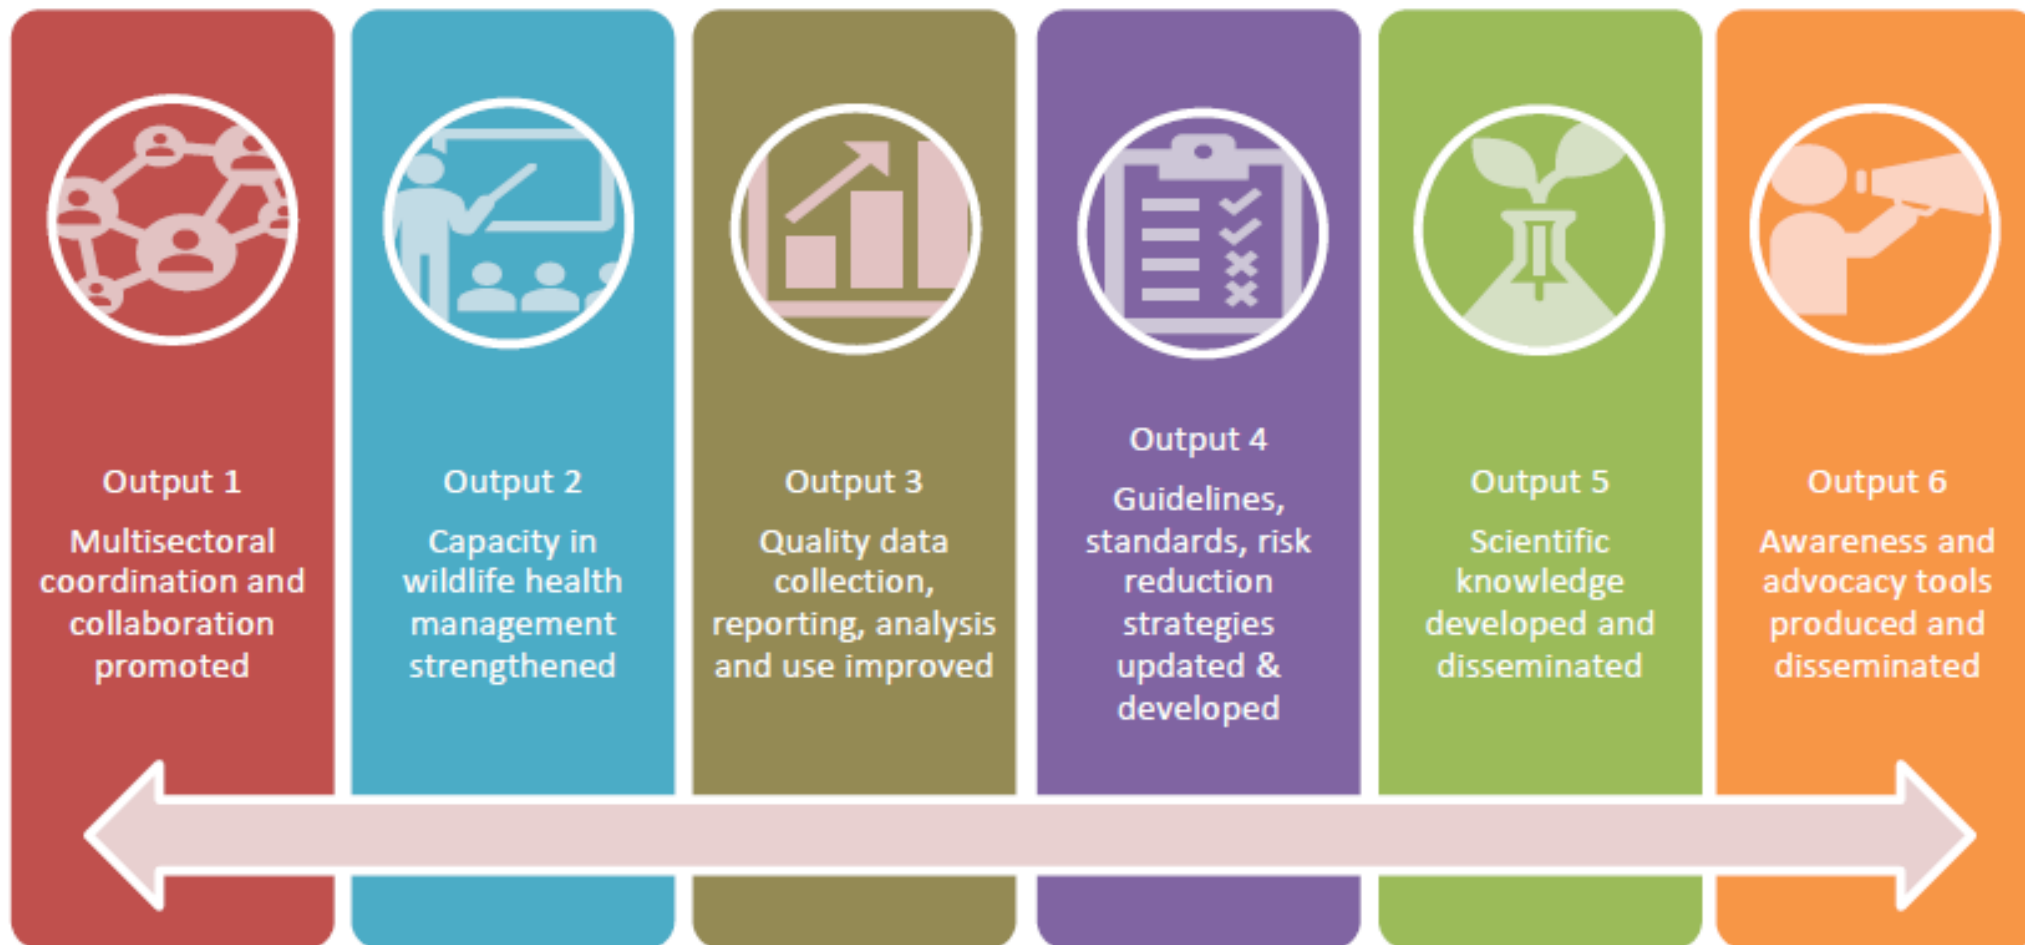 Output 1
Multisectoral
coordination and
collaboration
promoted
Output 2
Capacity in
wildlife health
management
strengthened
Output 3
Quality data
collection,
reporting, analysis
and use improved
Output 4
Guidelines,
standards, risk
reduction
strategies
updated &
developed
Output 5
Scientific
knowledge
developed and
disseminated
Output 6
Awareness and
advocacy tools
produced and
disseminated